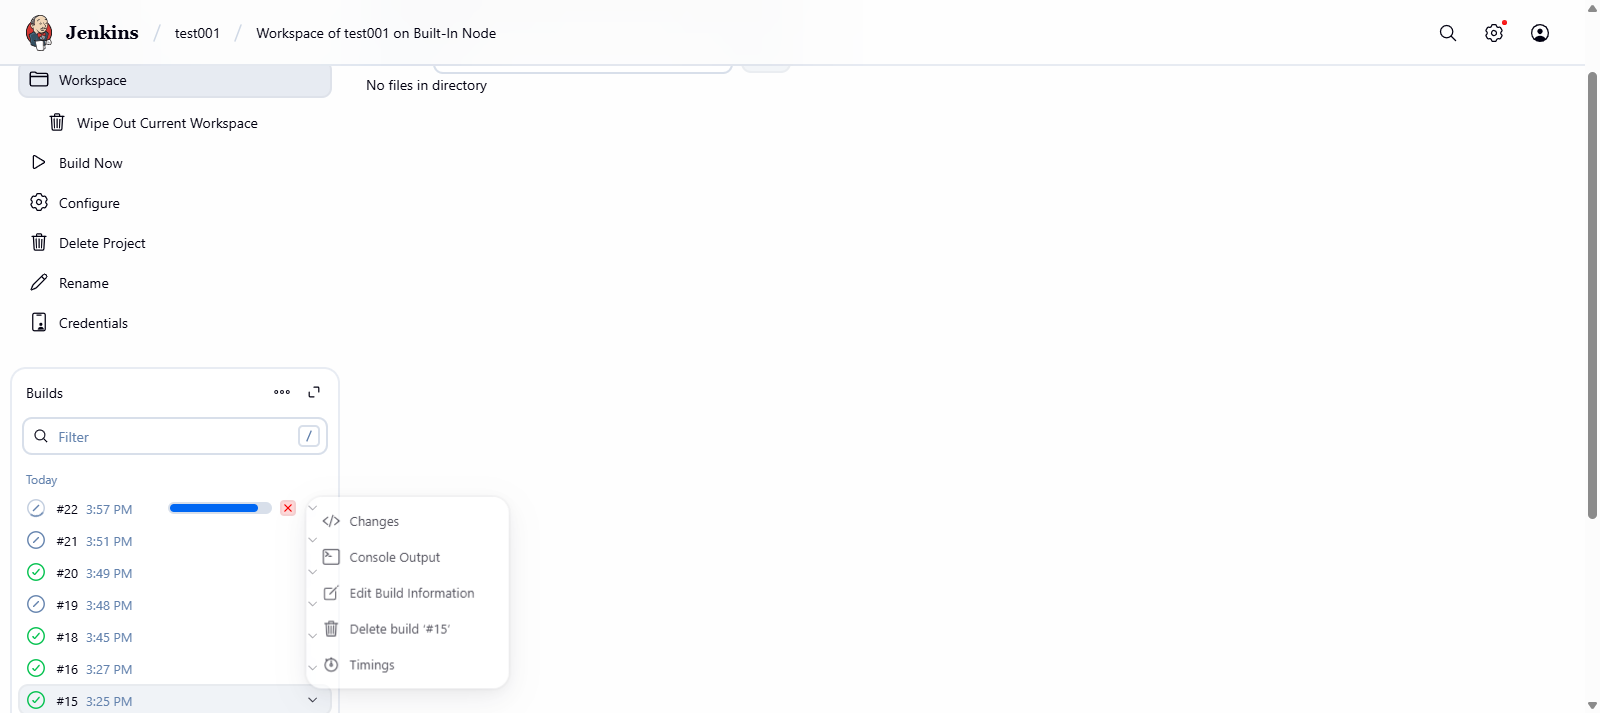 Jenkins / test001 / Workspace of test001 on Built-In Node
Workspace
No files in directory
Wipe Out Current Workspace
Build Now
Configure
Delete Project
Rename
Credentials
Builds
Filter /
Today
#22 3:57 PM
#21 3:51 PM
#20 3:49 PM
#19 3:48 PM
#18 3:45 PM
#16 3:27 PM
#15 3:25 PM
Changes
Console Output
Edit Build Information
Delete build ‘#15’
Timings